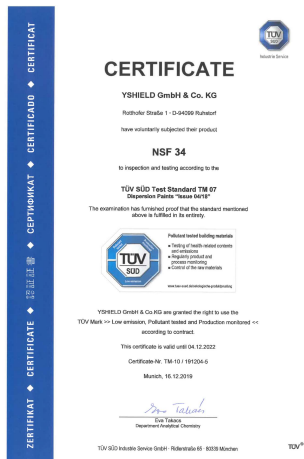 TÜV
SÜD
Industrie Service
CERTIFICATE
YSHIELD GmbH & Co. KG
Rotthofer Straße 1 · D-94099 Ruhstorf
have voluntarily subjected their product
NSF 34
to inspection and testing according to the
TÜV SÜD Test Standard TM 07
Dispersion Paints "Issue 04/18"
The examination has furnished proof that the standard mentioned
above is fulfilled in its entirety.
TÜV
SÜD
Pollutant tested building materials
Testing of health-related contents
and emissions
Regularly product and
process monitoring
Control of the raw materials
YSHIELD GmbH & Co.KG are granted the right to use the
TÜV Mark >> Low emission, Pollutant tested and Production monitored <<
according to contract.
This certificate is valid until 04.12.2022
Certificate-Nr. TM-10 / 191204-5
Munich, 16.12.2019
Eva Takacs
Department Analytical Chemistry
TÜV SÜD Industrie Service GmbH · Ridlerstraße 65 · 80339 München
TÜV®
ZERTIFIKAT ◆ CERTIFICATE ◆ ◆ СЕРТИФИКАТ ◆ CERTIFICADO ◆ CERTIFICAT